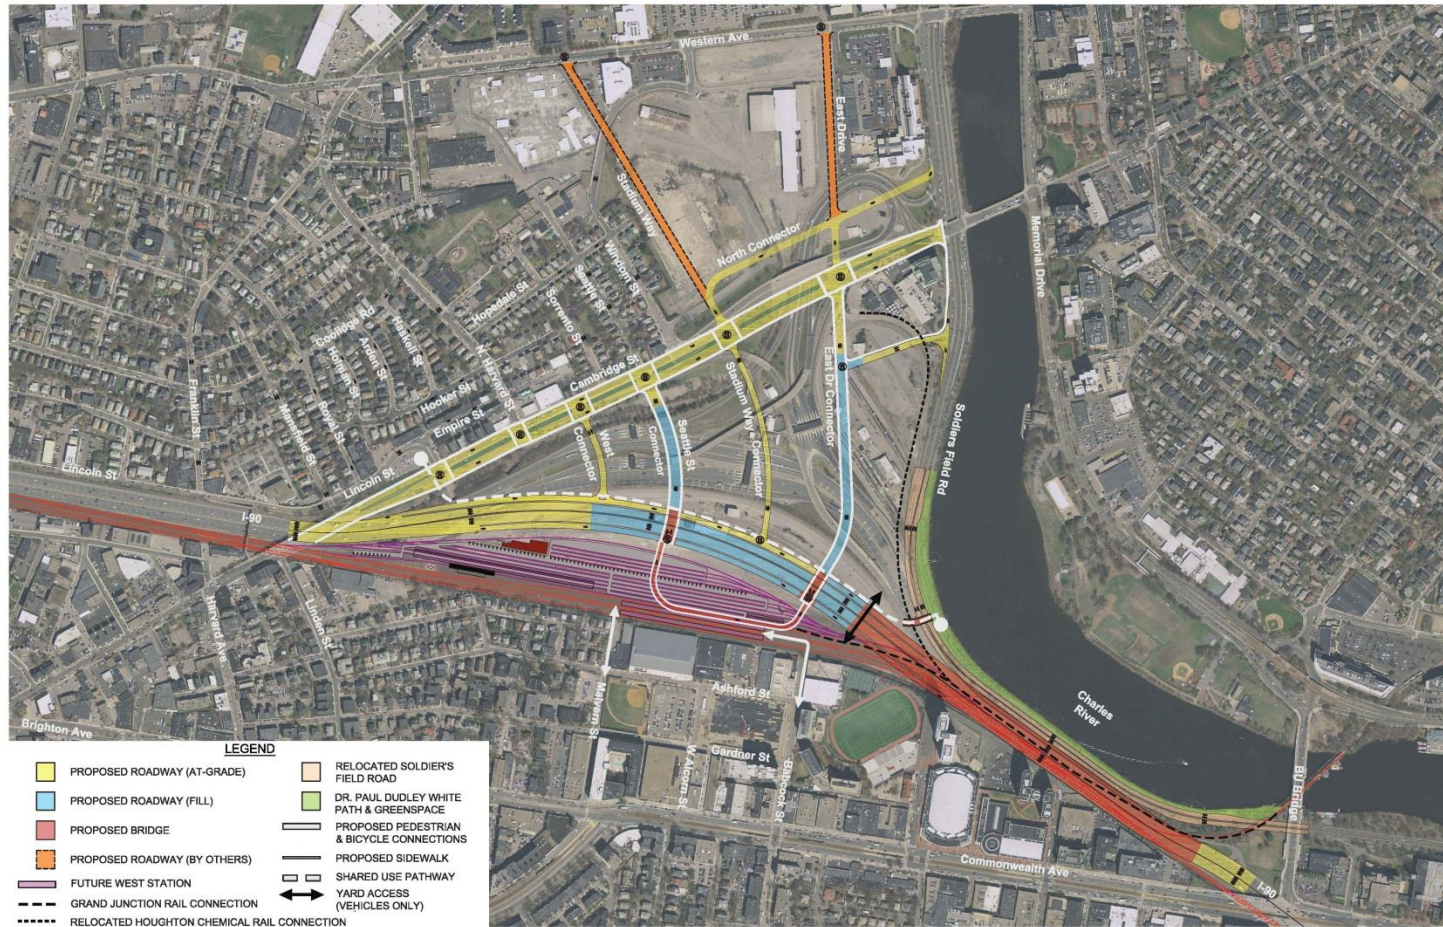 Western Ave
East Drive
Stadium Way
North Connector
Memorial Drive
Windom St
Seattle St
Sorrento St
Hopedale St
Coolidge Rd
Haskell St
Arden St
Holman St
Royal St
Mansfield St
Franklin St
N. Harvard St
Hooker St
Empire St
Cambridge St
Lincoln St
Lincoln St
I-90
West
Connector
Seattle St
Connector
Stadium Way - Connector
East Dr Connector
Soldiers Field Rd
Harvard Ave
Linden St
Malvern St
Ashford St
Gardner St
W Alcorn St
Babcock St
Brighton Ave
Charles
River
BU Bridge
Commonwealth Ave
I-90
LEGEND
PROPOSED ROADWAY (AT-GRADE)
PROPOSED ROADWAY (FILL)
PROPOSED BRIDGE
PROPOSED ROADWAY (BY OTHERS)
FUTURE WEST STATION
GRAND JUNCTION RAIL CONNECTION
RELOCATED HOUGHTON CHEMICAL RAIL CONNECTION
RELOCATED SOLDIER'S
FIELD ROAD
DR. PAUL DUDLEY WHITE
PATH & GREENSPACE
PROPOSED PEDESTRIAN
& BICYCLE CONNECTIONS
PROPOSED SIDEWALK
SHARED USE PATHWAY
YARD ACCESS
(VEHICLES ONLY)